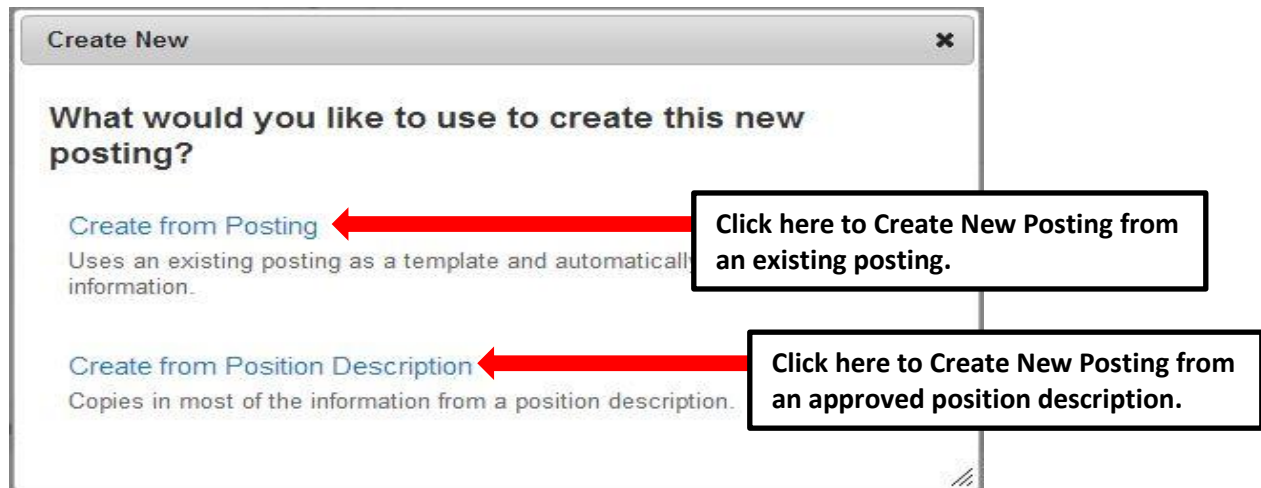 Create New
What would you like to use to create this new
posting?
Create from Posting
Click here to Create New Posting from
an existing posting.
Uses an existing posting as a template and automatically
information.
Create from Position Description
Click here to Create New Posting from
an approved position description.
Copies in most of the information from a position description.